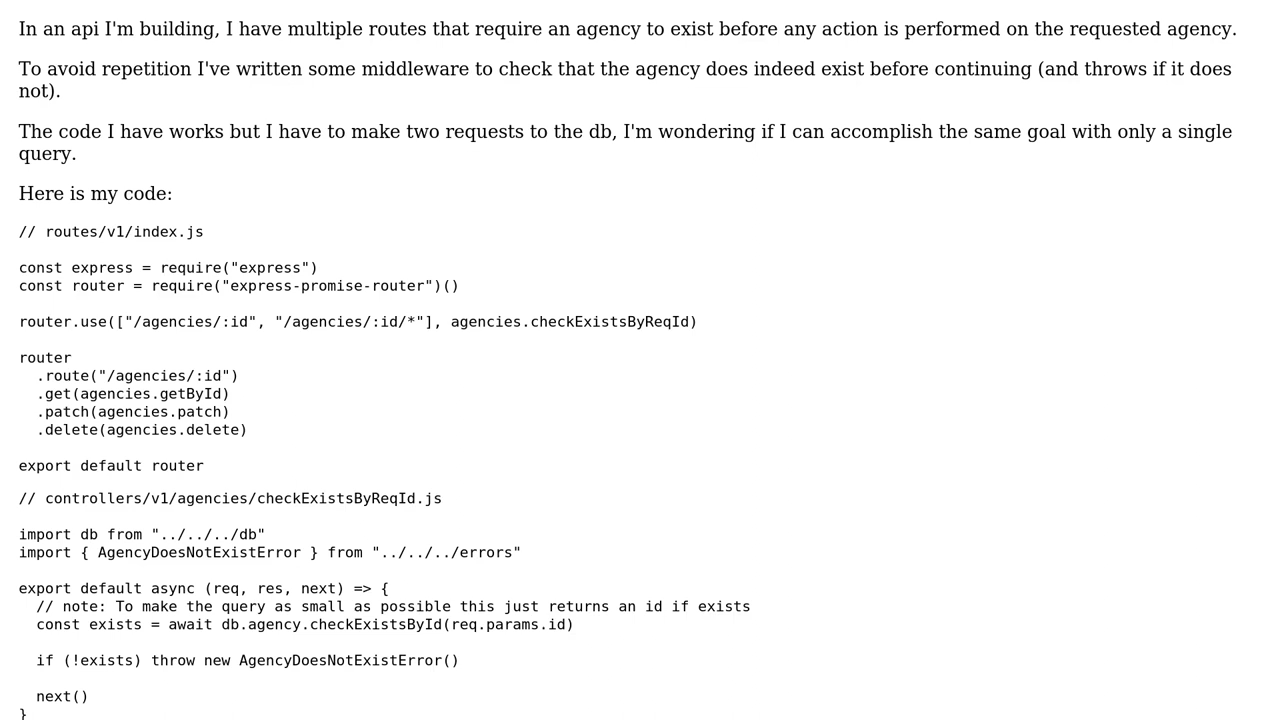 In an api I'm building, I have multiple routes that require an agency to exist before any action is performed on the requested agency.
To avoid repetition I've written some middleware to check that the agency does indeed exist before continuing (and throws if it does
not).
The code I have works but I have to make two requests to the db, I'm wondering if I can accomplish the same goal with only a single
query.
Here is my code:
// routes/v1/index.js
const express = require("express")
const router = require("express-promise-router")()
router.use(["/agencies/:id", "/agencies/:id/*"], agencies.checkExistsByReqId)
router
  .route("/agencies/:id")
  .get(agencies.getById)
  .patch(agencies.patch)
  .delete(agencies.delete)
export default router
// controllers/v1/agencies/checkExistsByReqId.js
import db from "../../../db"
import { AgencyDoesNotExistError } from "../../../errors"
export default async (req, res, next) => {
  // note: To make the query as small as possible this just returns an id if exists
  const exists = await db.agency.checkExistsById(req.params.id)
  if (!exists) throw new AgencyDoesNotExistError()
  next()
}